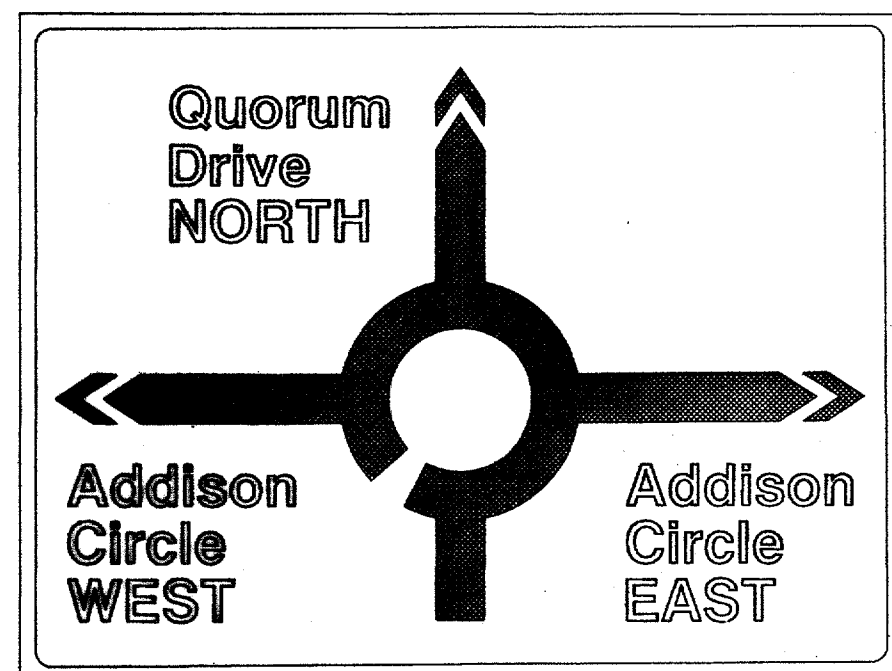 Quorum
Drive
NORTH
Addison
Circle
WEST
Addison
Circle
EAST